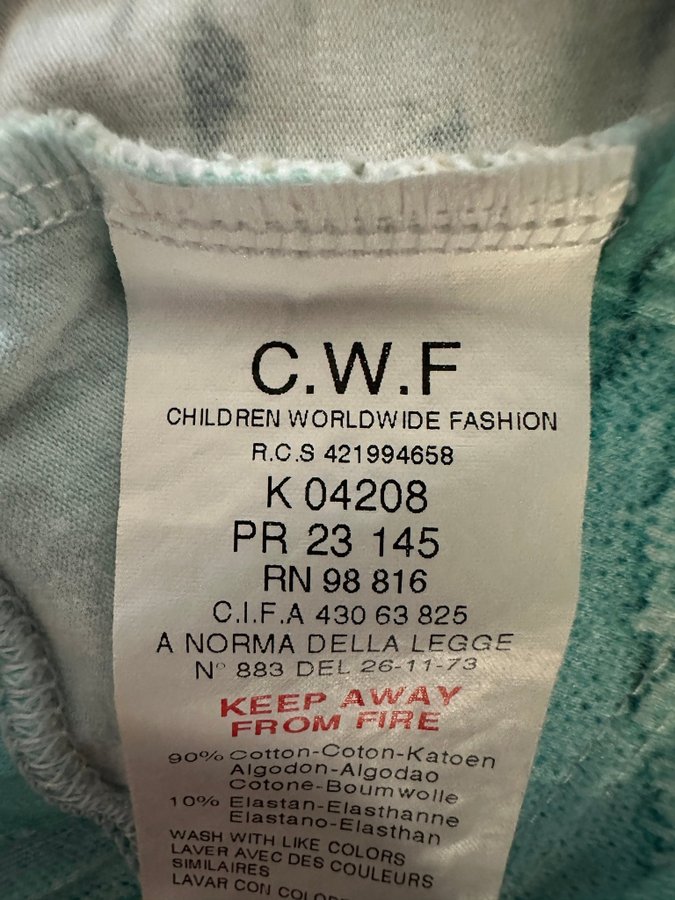 C.W.F
CHILDREN WORLDWIDE FASHION
R.C.S 421994658
K 04208
PR 23 145
RN 98 816
C.I.F.A 430 63 825
A NORMA DELLA LEGGE
N° 883 DEL 26-11-73
KEEP AWAY
FROM FIRE
90% Cotton-Coton-Katoen
Algodon-Algodao
Cotone-Boumwolle
10% Elastan-Elasthanne
Elastano-Elasthan
WASH WITH LIKE COLORS
LAVER AVEC DES COULEURS
SIMILAIRES
LAVAR CON